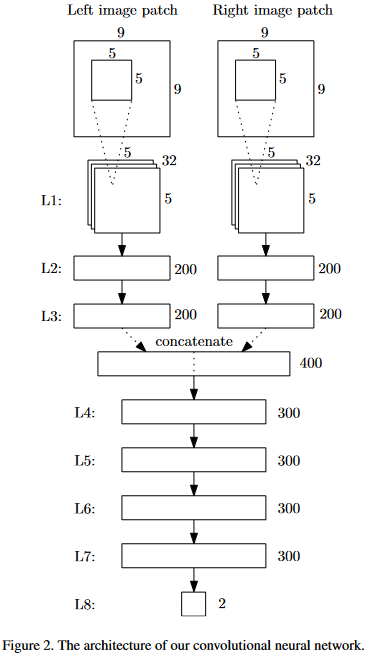 Left image patch Right image patch
9 9
5 5
5 9 5 9
5 32 5 32
L1: 5 5
L2: 200 200
L3: 200 200
concatenate
400
L4: 300
L5: 300
L6: 300
L7: 300
L8: 2
Figure 2. The architecture of our convolutional neural network.